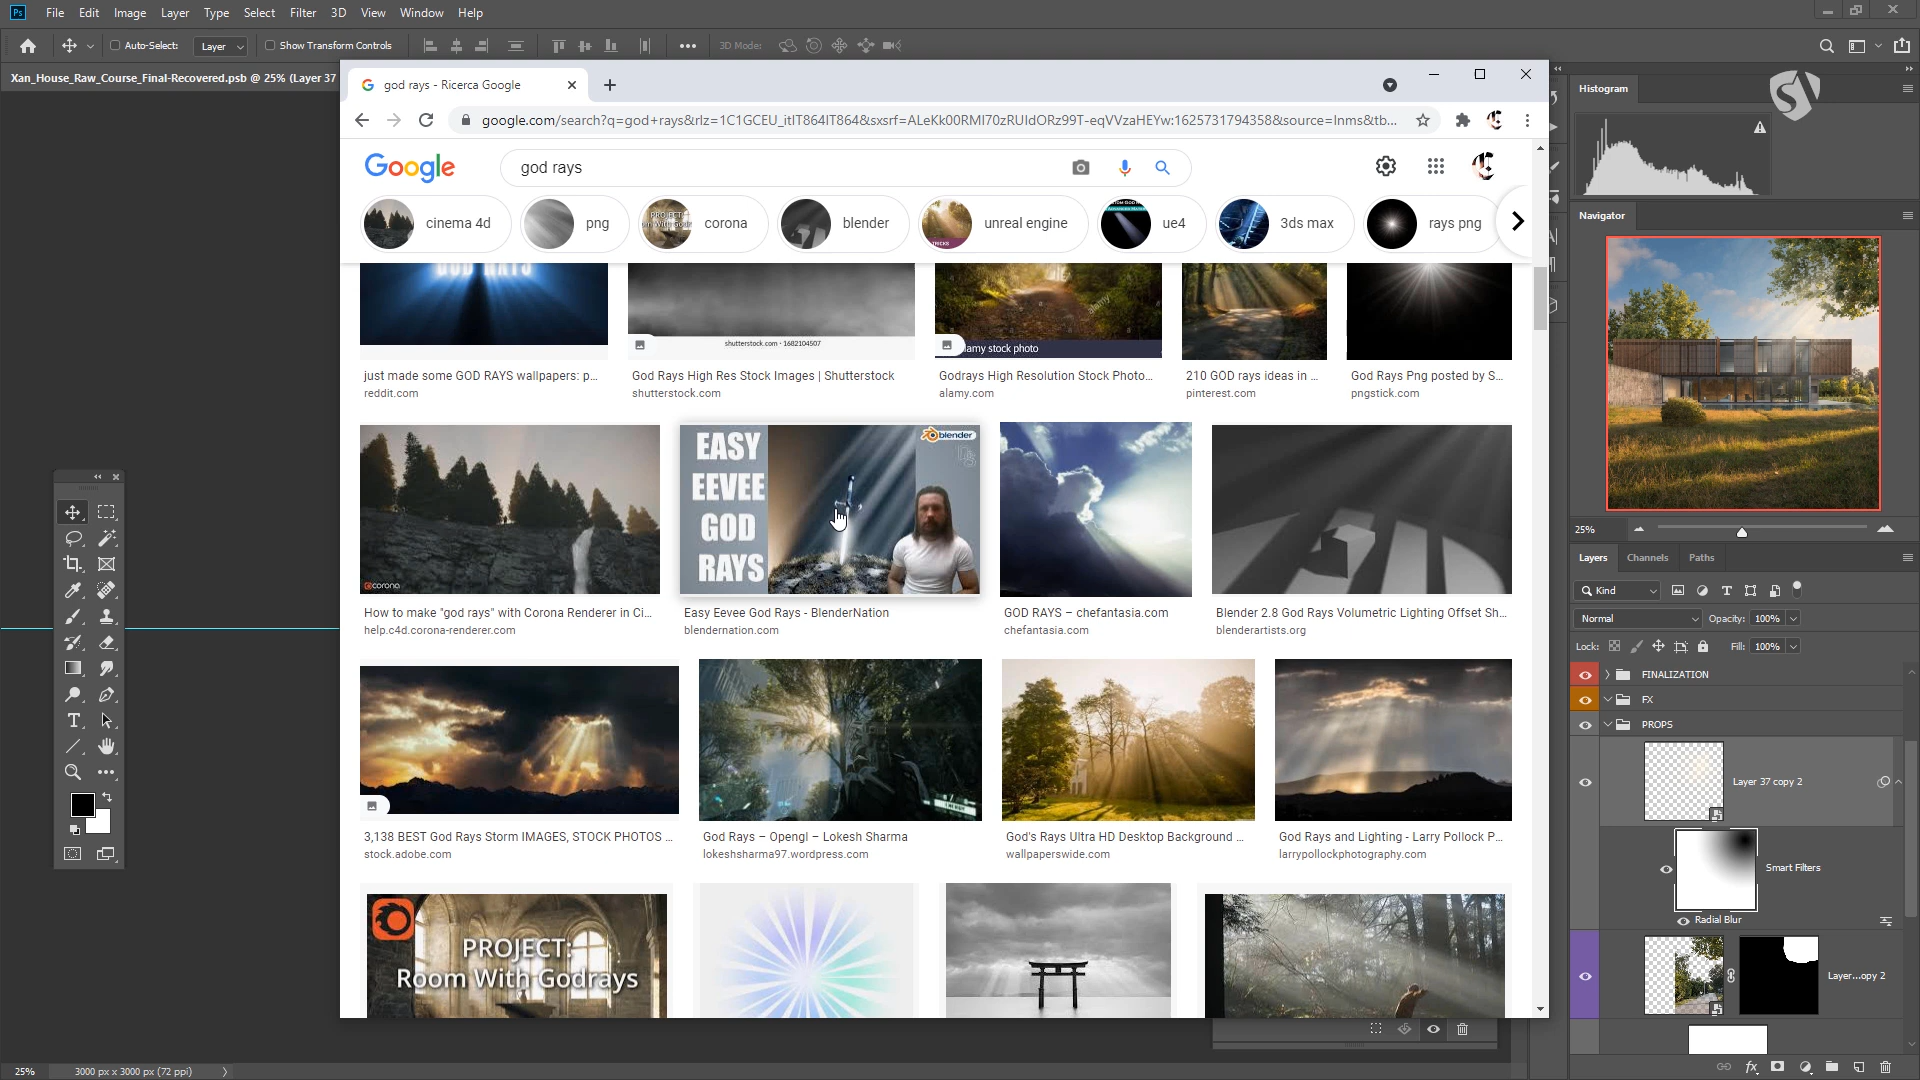 Ps File Edit Image Layer Type Select Filter 3D View Window Help
Auto-Select: Layer Show Transform Controls 3D Mode:
Xan_House_Raw_Course_Final-Recovered.psb @ 25% (Layer 37
god rays - Ricerca Google
google.com/search?q=god+rays&rlz=1C1GCEU_itIT864IT864&sxsrf=ALeKk00RMI70zRUIdORz99T-eqVVzaHEYw:1625731794358&source=lnms&tb...
Google god rays
cinema 4d png corona blender unreal engine ue4 3ds max rays png
GOD RAYS
shutterstock.com · 1682104507
alamy stock photo
just made some GOD RAYS wallpapers: p...
reddit.com
God Rays High Res Stock Images | Shutterstock
shutterstock.com
Godrays High Resolution Stock Photo...
alamy.com
210 GOD rays ideas in ...
pinterest.com
God Rays Png posted by S...
pngstick.com
corona
EASY
EEVEE
GOD
RAYS
blender
How to make "god rays" with Corona Renderer in Ci...
help.c4d.corona-renderer.com
Easy Eevee God Rays - BlenderNation
blendernation.com
GOD RAYS – chefantasia.com
chefantasia.com
Blender 2.8 God Rays Volumetric Lighting Offset Sh...
blenderartists.org
3,138 BEST God Rays Storm IMAGES, STOCK PHOTOS ...
stock.adobe.com
God Rays – Opengl – Lokesh Sharma
lokeshsharma97.wordpress.com
God's Rays Ultra HD Desktop Background ...
wallpaperswide.com
God Rays and Lighting - Larry Pollock P...
larrypollockphotography.com
PROJECT:
Room With Godrays
Histogram
Navigator
25%
Layers Channels Paths
Kind
Normal Opacity: 100%
Lock: Fill: 100%
FINALIZATION
FX
PROPS
Layer 37 copy 2
Smart Filters
Radial Blur
Layer...opy 2
25% 3000 px x 3000 px (72 ppi)